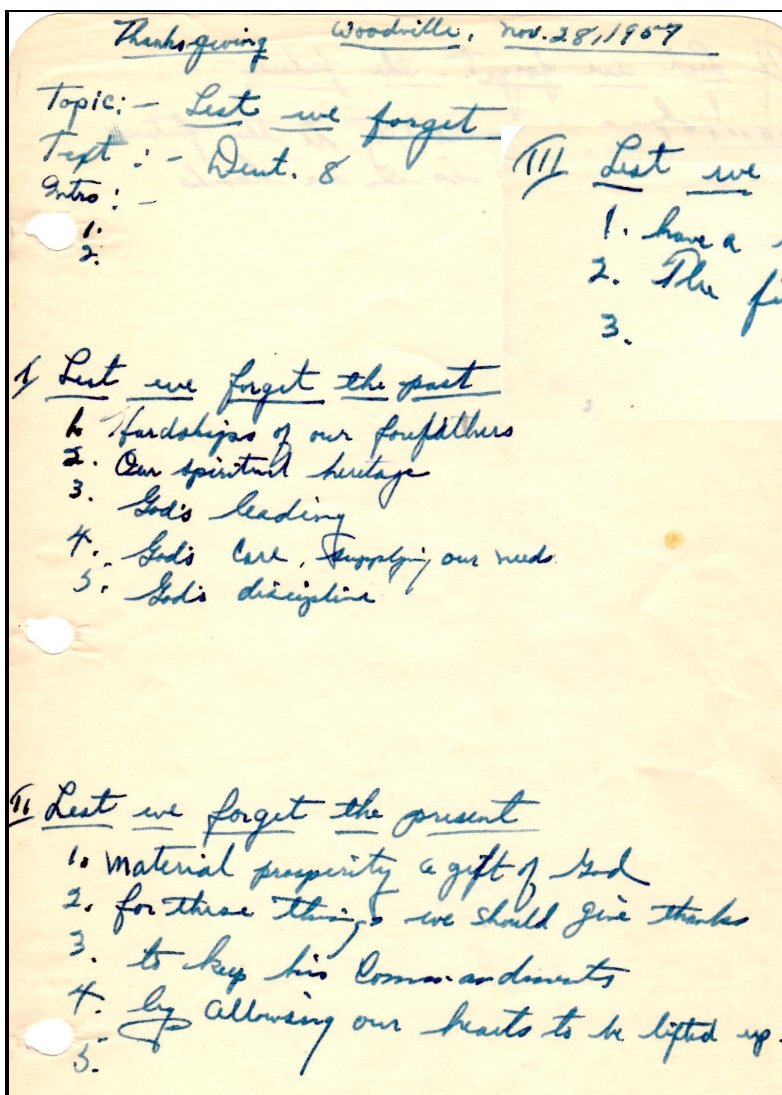 Thanksgiving Woodville, Nov. 28, 1957
Topic:- Lest we forget
Text:- Deut. 8
Intro:-
1.
2.
III Lest we
1. have a
2. The
3.
I Lest we forget the past
1. Hardships of our forefathers
2. Our spiritual heritage
3. God's leading
4. God's care, supplying our needs
5. God's discipline
II Lest we forget the present
1. Material prosperity a gift of God
2. for these things we should give thanks
3. to keep his Commandments
4. by allowing our hearts to be lifted up.
5.